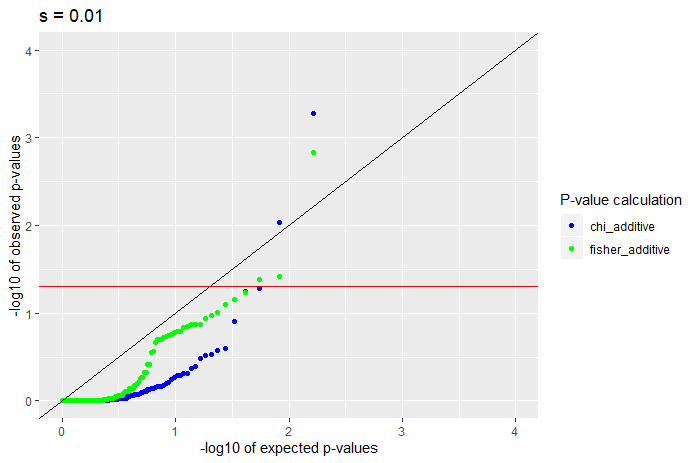 s = 0.01
4
3
2
1
0
-log10 of observed p-values
0
1
2
3
4
-log10 of expected p-values
P-value calculation
chi_additive
fisher_additive